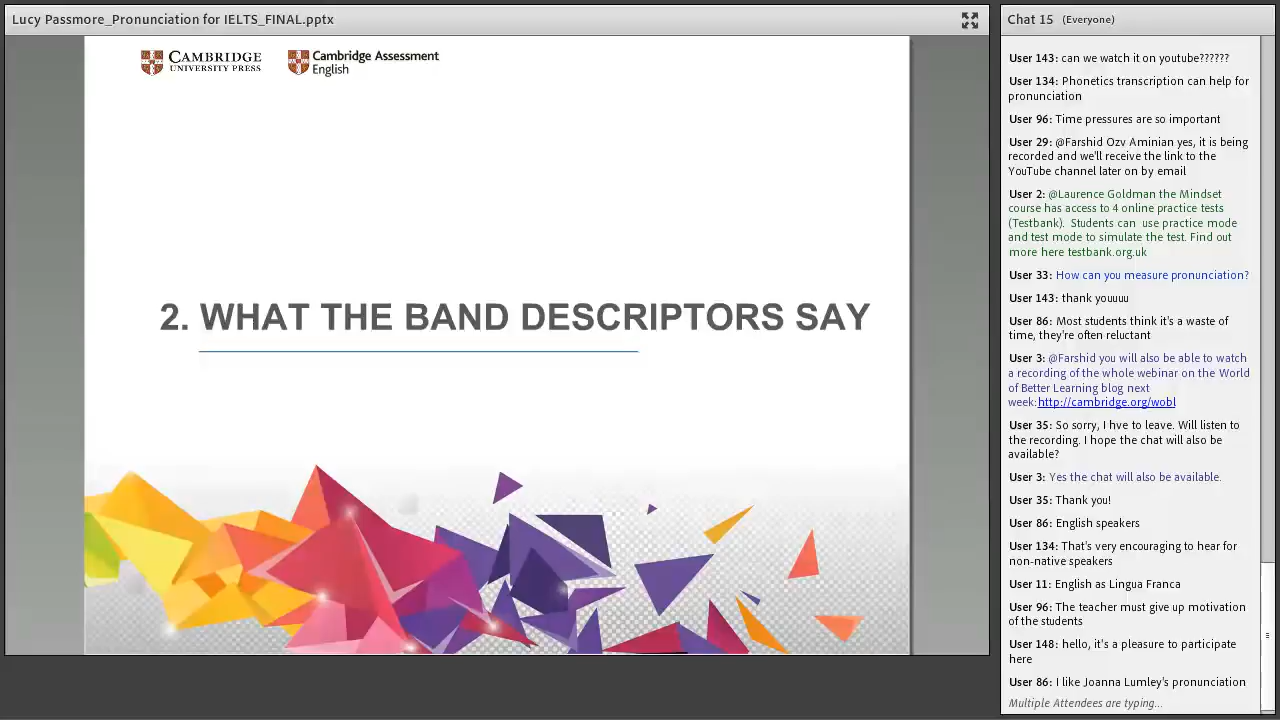 Lucy Passmore_Pronunciation for IELTS_FINAL.pptx
CAMBRIDGE
UNIVERSITY PRESS
Cambridge Assessment
English
2. WHAT THE BAND DESCRIPTORS SAY
Chat 15 (Everyone)
User 143: can we watch it on youtube??????
User 134: Phonetics transcription can help for
pronunciation
User 96: Time pressures are so important
User 29: @Farshid Ozv Aminian yes, it is being
recorded and we'll receive the link to the
YouTube channel later on by email
User 2: @Laurence Goldman the Mindset
course has access to 4 online practice tests
(Testbank). Students can use practice mode
and test mode to simulate the test. Find out
more here testbank.org.uk
User 33: How can you measure pronunciation?
User 143: thank youuuu
User 86: Most students think it's a waste of
time, they're often reluctant
User 3: @Farshid you will also be able to watch
a recording of the whole webinar on the World
of Better Learning blog next
week:http://cambridge.org/wobl
User 35: So sorry, I hve to leave. Will listen to
the recording. I hope the chat will also be
available?
User 3: Yes the chat will also be available.
User 35: Thank you!
User 86: English speakers
User 134: That's very encouraging to hear for
non-native speakers
User 11: English as Lingua Franca
User 96: The teacher must give up motivation
of the students
User 148: hello, it's a pleasure to participate
here
User 86: I like Joanna Lumley's pronunciation
Multiple Attendees are typing...